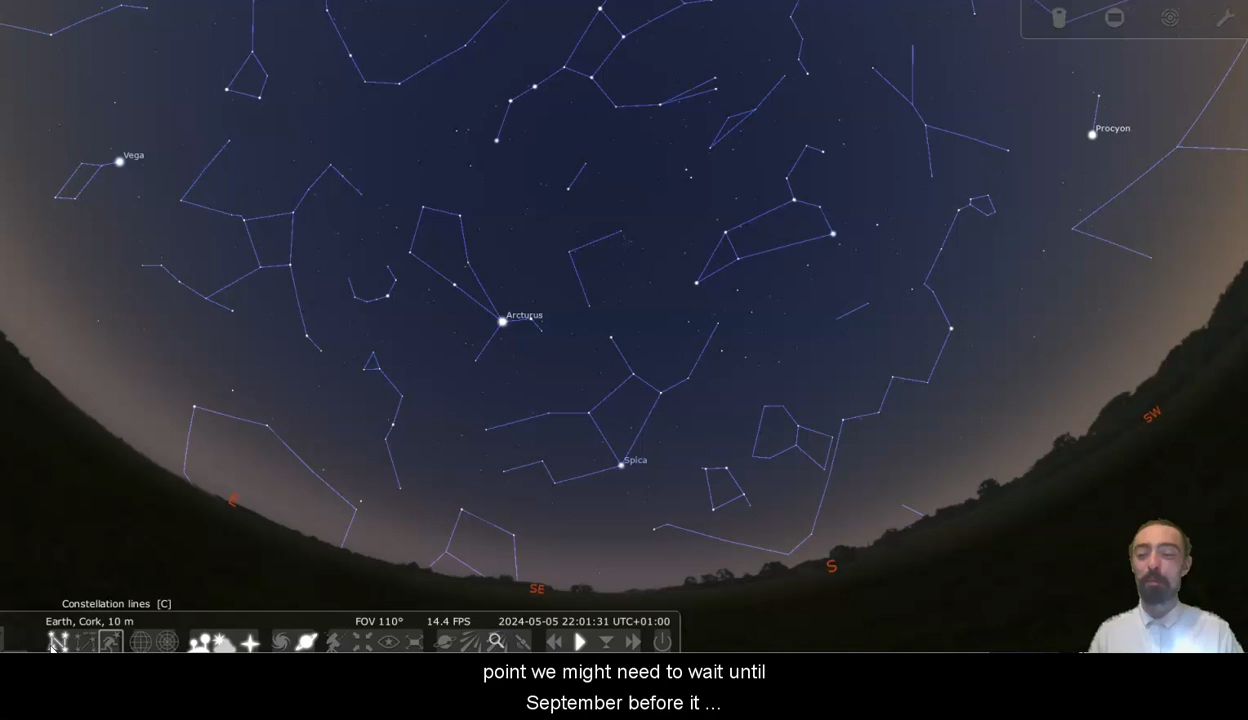 Procyon
Vega
Arcturus
SW
Spica
E
S
SE
Constellation lines [C]
Earth, Cork, 10 m FOV 110° 14.4 FPS 2024-05-05 22:01:31 UTC+01:00
point we might need to wait until
September before it ...